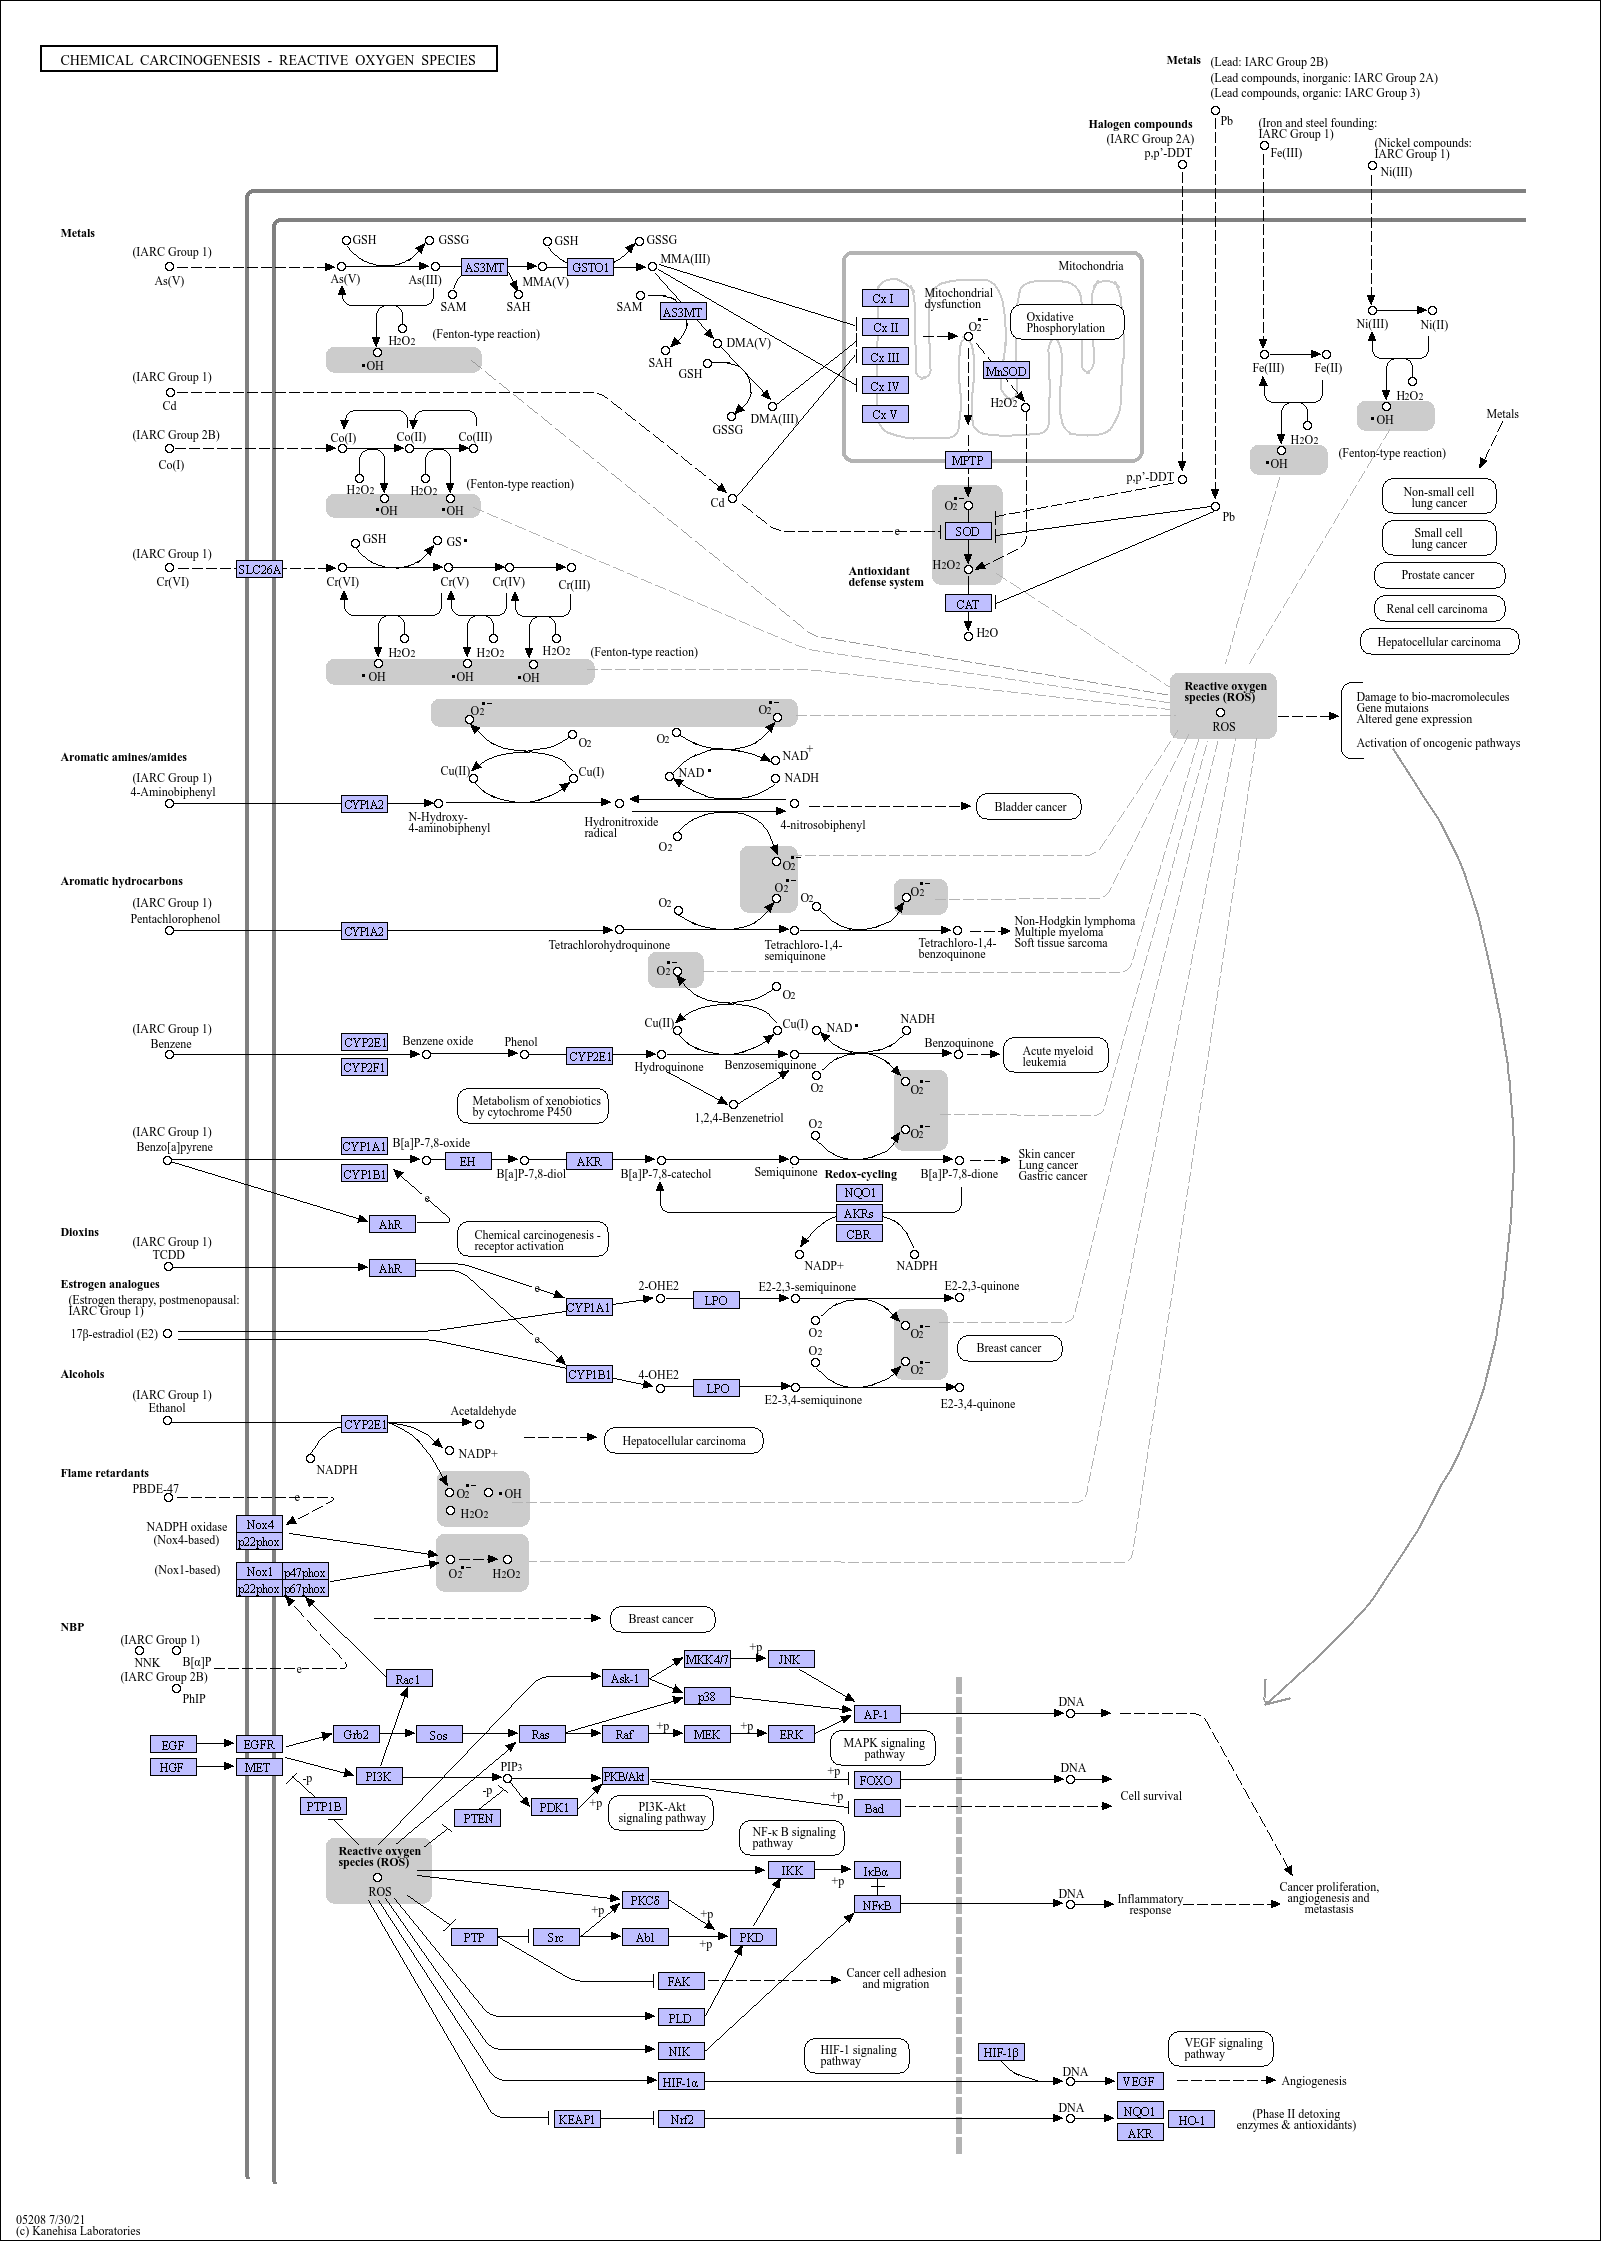 CHEMICAL CARCINOGENESIS - REACTIVE OXYGEN SPECIES
Metals (Lead: IARC Group 2B)
(Lead compounds, inorganic: IARC Group 2A)
(Lead compounds, organic: IARC Group 3)
Pb
Halogen compounds
(IARC Group 2A)
p,p'-DDT
(Iron and steel founding:
IARC Group 1)
Fe(III)
(Nickel compounds:
IARC Group 1)
Ni(III)
Metals
(IARC Group 1)
As(V)
GSH
GSSG
As(V)
As(III)
AS3MT
SAM
SAH
MMA(V)
GSH
GSSG
GSTO1
MMA(III)
SAM
AS3MT
SAH
DMA(V)
GSH
GSSG
DMA(III)
H2O2
•OH
(Fenton-type reaction)
Mitochondria
Cx I
Cx II
Cx III
Cx IV
Cx V
Mitochondrial
dysfunction
O2•−
Oxidative
Phosphorylation
MnSOD
H2O2
MPTP
Fe(III)
Fe(II)
H2O2
•OH
Ni(III)
Ni(II)
H2O2
•OH
(Fenton-type reaction)
Metals
Non-small cell
lung cancer
Small cell
lung cancer
Prostate cancer
Renal cell carcinoma
Hepatocellular carcinoma
(IARC Group 1)
Cd
Cd
e
p,p'-DDT
Pb
O2•−
SOD
H2O2
CAT
H2O
Antioxidant
defense system
(IARC Group 2B)
Co(I)
Co(I)
Co(II)
Co(III)
H2O2
H2O2
•OH
•OH
(Fenton-type reaction)
(IARC Group 1)
Cr(VI)
SLC26A
GSH
GS•
Cr(VI)
Cr(V)
Cr(IV)
Cr(III)
H2O2
H2O2
H2O2
•OH
•OH
•OH
(Fenton-type reaction)
Reactive oxygen
species (ROS)
ROS
Damage to bio-macromolecules
Gene mutaions
Altered gene expression
Activation of oncogenic pathways
Aromatic amines/amides
(IARC Group 1)
4-Aminobiphenyl
CYP1A2
N-Hydroxy-
4-aminobiphenyl
O2•−
O2
Cu(II)
Cu(I)
O2•−
O2
NAD+
NAD•
NADH
Hydronitroxide
radical
4-nitrosobiphenyl
O2
O2•−
Bladder cancer
Aromatic hydrocarbons
(IARC Group 1)
Pentachlorophenol
CYP1A2
Tetrachlorohydroquinone
O2
O2•−
Tetrachloro-1,4-
semiquinone
O2
O2•−
Tetrachloro-1,4-
benzoquinone
Non-Hodgkin lymphoma
Multiple myeloma
Soft tissue sarcoma
(IARC Group 1)
Benzene
CYP2E1
CYP2F1
Benzene oxide
Phenol
CYP2E1
Hydroquinone
O2•−
O2
Cu(II)
Cu(I)
Benzosemiquinone
1,2,4-Benzenetriol
NAD•
NADH
O2
O2•−
Benzoquinone
Acute myeloid
leukemia
Metabolism of xenobiotics
by cytochrome P450
(IARC Group 1)
Benzo[a]pyrene
CYP1A1
CYP1B1
B[a]P-7,8-oxide
EH
B[a]P-7,8-diol
AKR
B[a]P-7,8-catechol
Semiquinone
O2
O2•−
B[a]P-7,8-dione
Skin cancer
Lung cancer
Gastric cancer
Redox-cycling
NQO1
AKRs
CBR
NADP+
NADPH
e
AhR
Chemical carcinogenesis -
receptor activation
Dioxins
(IARC Group 1)
TCDD
AhR
e
e
Estrogen analogues
(Estrogen therapy, postmenopausal:
IARC Group 1)
17β-estradiol (E2)
CYP1A1
2-OHE2
LPO
E2-2,3-semiquinone
E2-2,3-quinone
O2
O2•−
O2
O2•−
CYP1B1
4-OHE2
LPO
E2-3,4-semiquinone
E2-3,4-quinone
Breast cancer
Alcohols
(IARC Group 1)
Ethanol
CYP2E1
NADPH
Acetaldehyde
NADP+
O2•−
•OH
H2O2
Hepatocellular carcinoma
Flame retardants
PBDE-47
e
NADPH oxidase
(Nox4-based)
Nox4
p22phox
(Nox1-based)
Nox1
p47phox
p22phox
p67phox
O2•−
H2O2
Breast cancer
NBP
(IARC Group 1)
NNK
B[α]P
(IARC Group 2B)
PhIP
e
Rac1
EGF
EGFR
HGF
MET
Grb2
Sos
Ras
Raf
+p
MEK
+p
ERK
Ask-1
MKK4/7
+p
JNK
p38
AP-1
DNA
MAPK signaling
pathway
PI3K
PIP3
PKB/Akt
-p
PTP1B
-p
PTEN
PDK1
+p
PI3K-Akt
signaling pathway
+p
FOXO
DNA
+p
Bad
Cell survival
NF-κ B signaling
pathway
Reactive oxygen
species (ROS)
ROS
IKK
+p
IκBα
NFκB
DNA
Inflammatory
response
Cancer proliferation,
angiogenesis and
metastasis
PKCδ
+p
+p
PTP
Src
Abl
+p
PKD
FAK
Cancer cell adhesion
and migration
PLD
NIK
HIF-1 signaling
pathway
HIF-1α
HIF-1β
DNA
VEGF
VEGF signaling
pathway
Angiogenesis
KEAP1
Nrf2
DNA
NQO1
AKR
HO-1
(Phase II detoxing
enzymes & antioxidants)
05208 7/30/21
(c) Kanehisa Laboratories